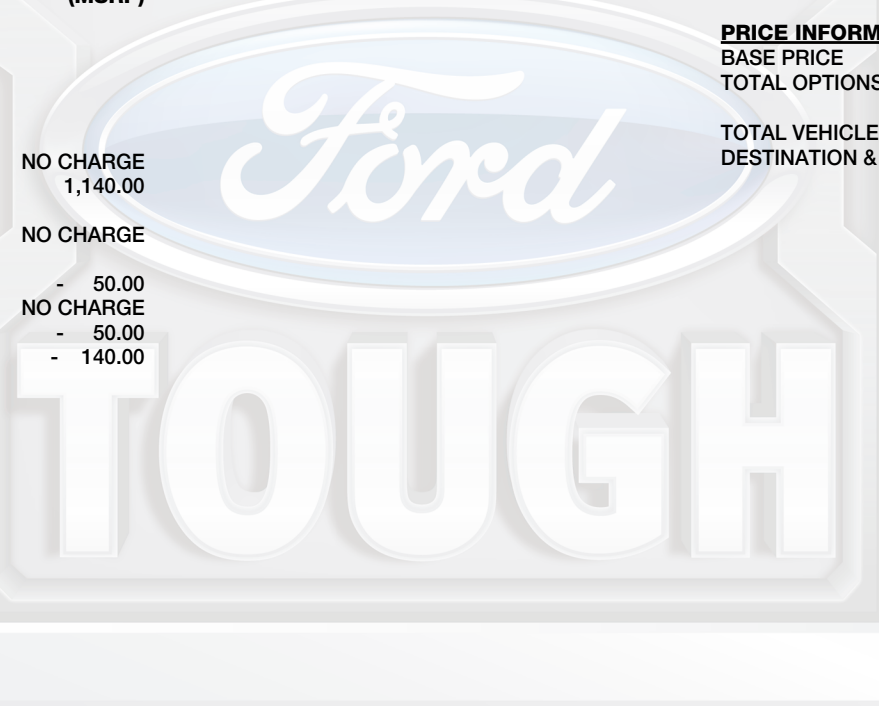 (MSRP)
NO CHARGE
1,140.00
NO CHARGE
- 50.00
NO CHARGE
- 50.00
- 140.00
PRICE INFORM
BASE PRICE
TOTAL OPTIONS
TOTAL VEHICLE
DESTINATION &
Ford
TOUGH